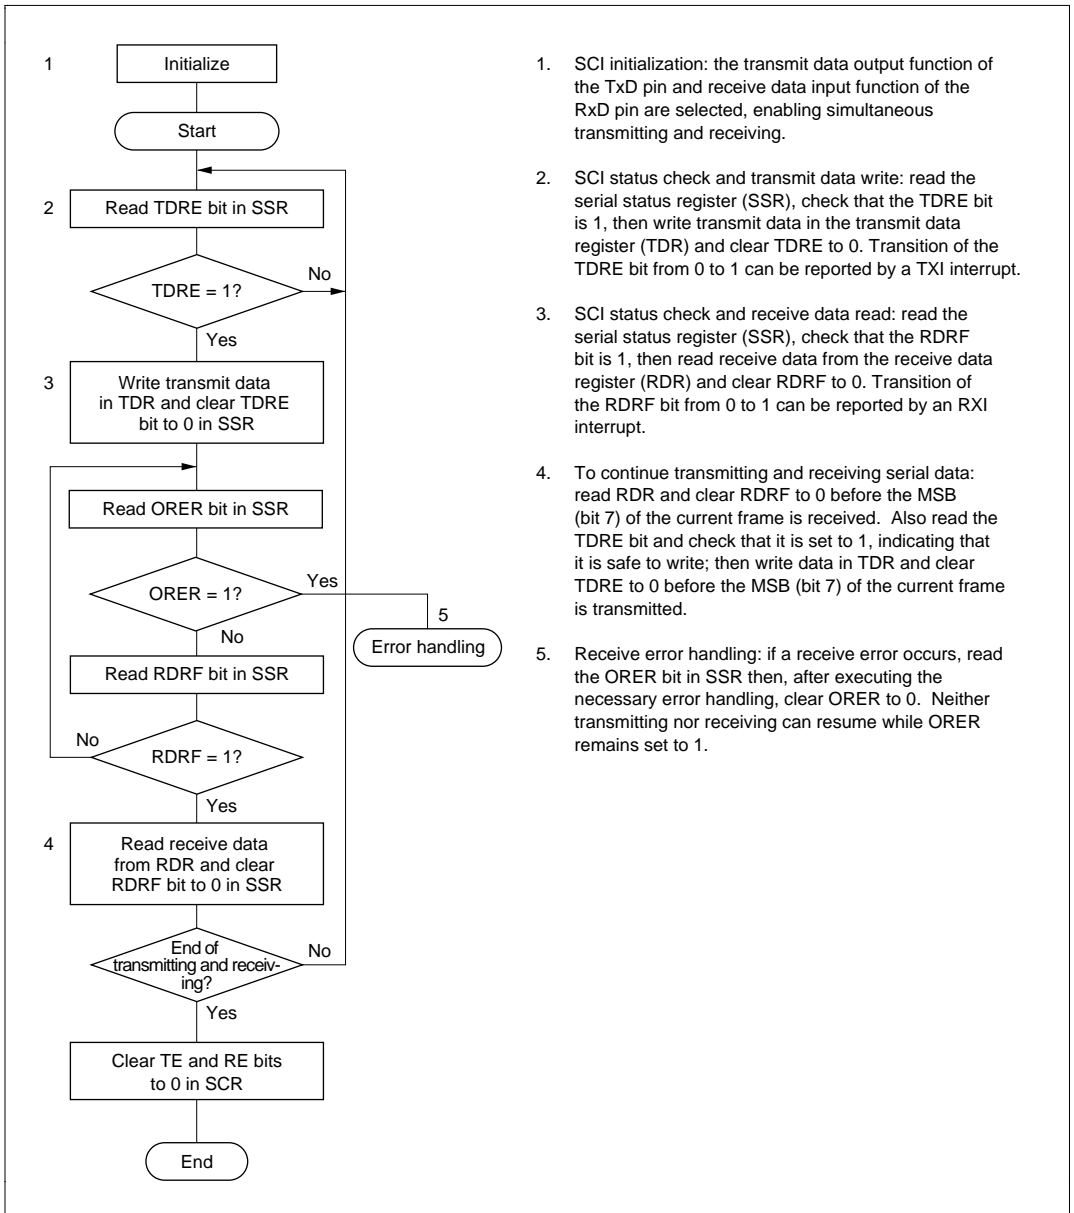 1
Initialize
Start
2
Read TDRE bit in SSR
TDRE = 1?
No
Yes
3
Write transmit data
in TDR and clear TDRE
bit to 0 in SSR
Read ORER bit in SSR
ORER = 1?
Yes
5
Error handling
No
Read RDRF bit in SSR
No
RDRF = 1?
Yes
4
Read receive data
from RDR and clear
RDRF bit to 0 in SSR
End of
transmitting and receiv-
ing?
No
Yes
Clear TE and RE bits
to 0 in SCR
End
1. SCI initialization: the transmit data output function of
the TxD pin and receive data input function of the
RxD pin are selected, enabling simultaneous
transmitting and receiving.
2. SCI status check and transmit data write: read the
serial status register (SSR), check that the TDRE bit
is 1, then write transmit data in the transmit data
register (TDR) and clear TDRE to 0. Transition of the
TDRE bit from 0 to 1 can be reported by a TXI interrupt.
3. SCI status check and receive data read: read the
serial status register (SSR), check that the RDRF
bit is 1, then read receive data from the receive data
register (RDR) and clear RDRF to 0. Transition of
the RDRF bit from 0 to 1 can be reported by an RXI
interrupt.
4. To continue transmitting and receiving serial data:
read RDR and clear RDRF to 0 before the MSB
(bit 7) of the current frame is received. Also read the
TDRE bit and check that it is set to 1, indicating that
it is safe to write; then write data in TDR and clear
TDRE to 0 before the MSB (bit 7) of the current frame
is transmitted.
5. Receive error handling: if a receive error occurs, read
the ORER bit in SSR then, after executing the
necessary error handling, clear ORER to 0. Neither
transmitting nor receiving can resume while ORER
remains set to 1.